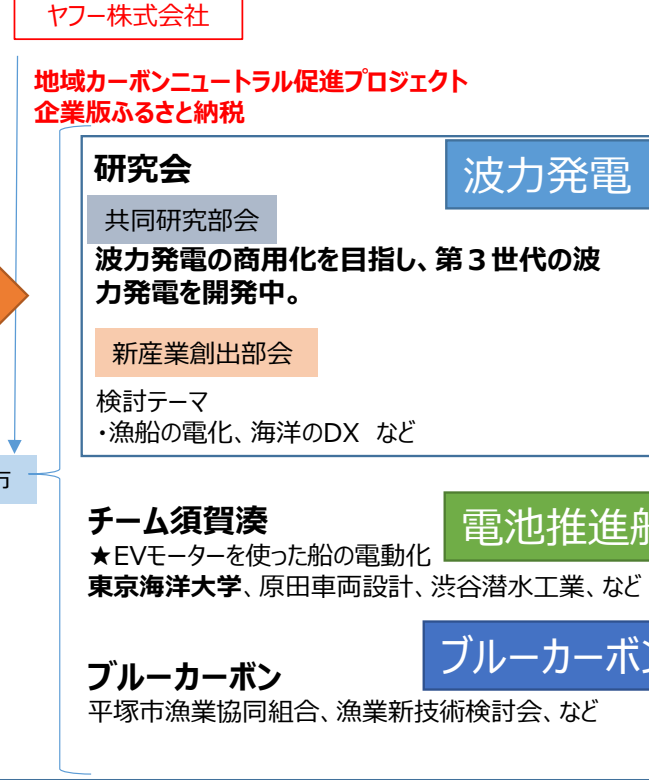 ヤフー株式会社
地域カーボンニュートラル促進プロジェクト
企業版ふるさと納税
研究会
波力発電
共同研究部会
波力発電の商用化を目指し、第３世代の波
力発電を開発中。
新産業創出部会
検討テーマ
・漁船の電化、海洋のDX など
市
チーム須賀湊
電池推進船
★EVモーターを使った船の電動化
東京海洋大学、原田車両設計、渋谷潜水工業、など
ブルーカーボン
ブルーカーボン
平塚市漁業協同組合、漁業新技術検討会、など